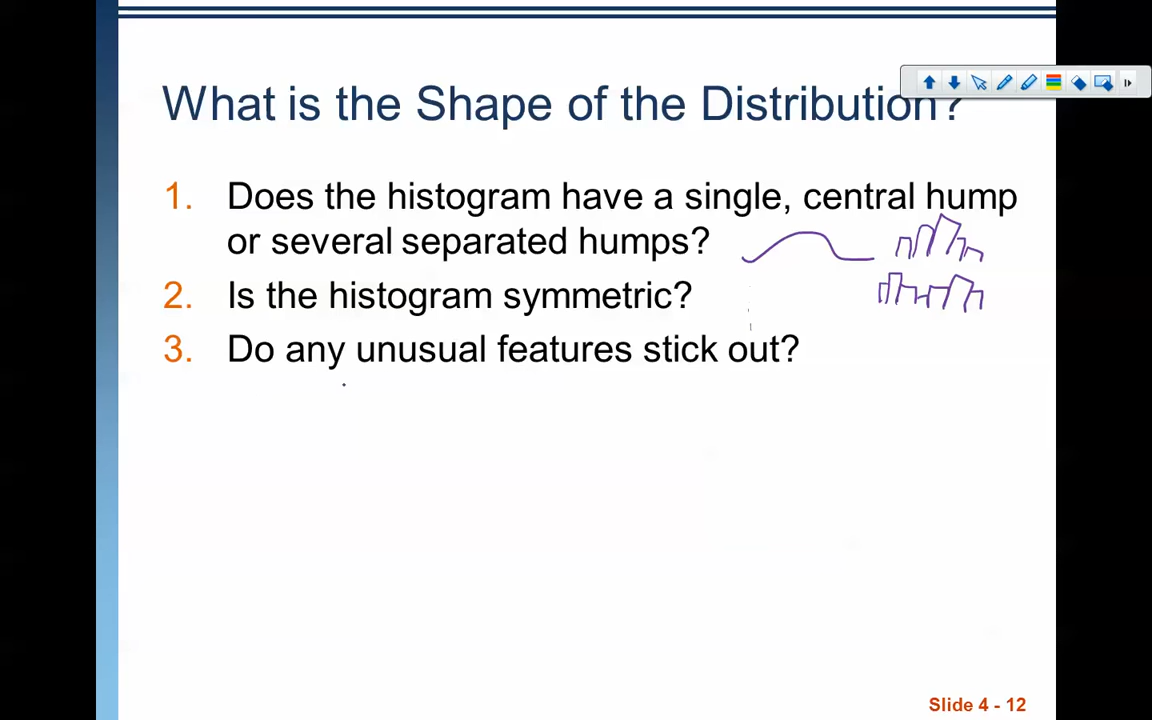 What is the Shape of the Distribution?
1. Does the histogram have a single, central hump
or several separated humps?
2. Is the histogram symmetric?
3. Do any unusual features stick out?
Slide 4 - 12